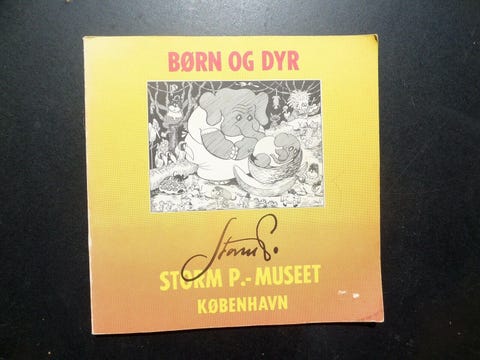 BØRN OG DYR
Storm P.
STORM P.-MUSEET
KØBENHAVN